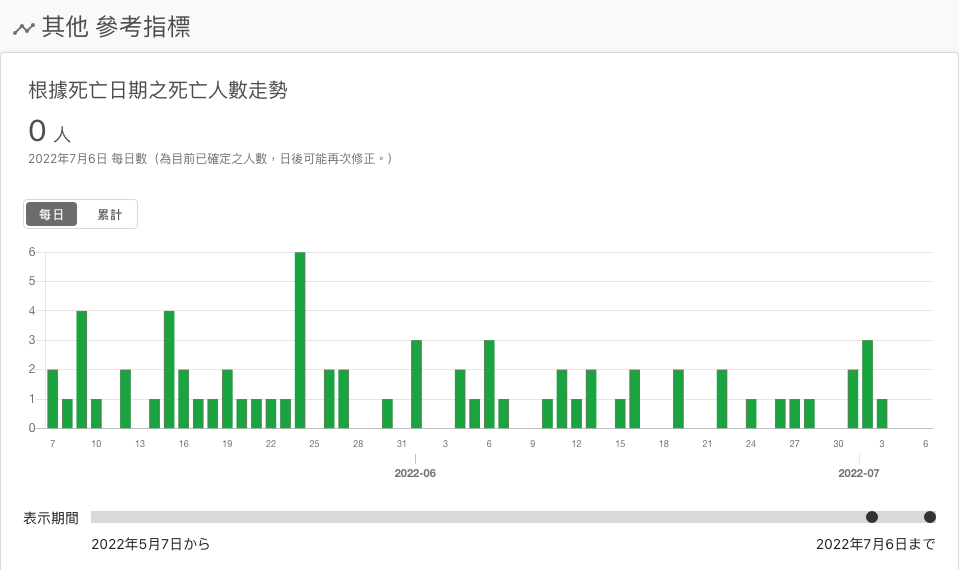 其他 參考指標
根據死亡日期之死亡人數走勢
0 人
2022年7月6日 每日數（為目前已確定之人數，日後可能再次修正。）
每日 累計
6
5
4
3
2
1
0
7 10 13 16 19 22 25 28 31 3 6 9 12 15 18 21 24 27 30 3 6
2022-06 2022-07
表示期間
2022年5月7日から 2022年7月6日まで